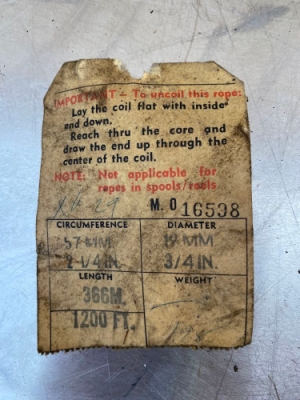 IMPORTANT - To uncoil this rope:
Lay the coil flat with inside
end down.
Reach thru the core and
draw the end up through the
center of the coil.
NOTE: Not applicable for
ropes in spools/reels
M. O 16538
CIRCUMFERENCE DIAMETER
57 MM 19 MM
2 1/4 IN. 3/4 IN.
LENGTH WEIGHT
366M.
1200 FT.